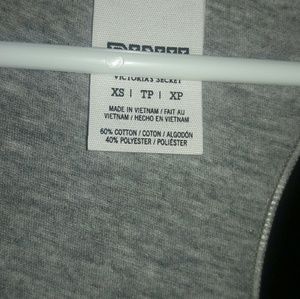 PINK
VICTORIA'S SECRET
XS | TP | XP
MADE IN VIETNAM / FAIT AU
VIETNAM / HECHO EN VIETNAM
60% COTTON / COTON / ALGODÓN
40% POLYESTER / POLIÉSTER